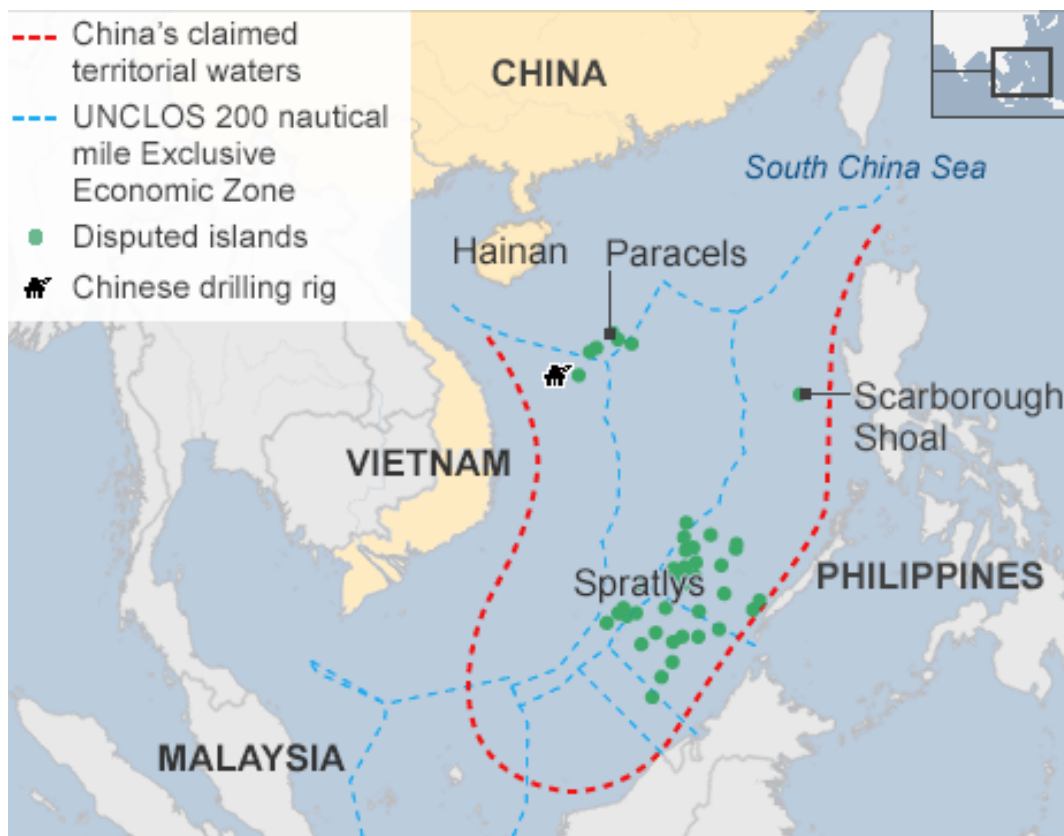 China's claimed
territorial waters
UNCLOS 200 nautical
mile Exclusive
Economic Zone
Disputed islands
Chinese drilling rig
CHINA
South China Sea
Hainan
Paracels
Scarborough
Shoal
VIETNAM
Spratlys
PHILIPPINES
MALAYSIA